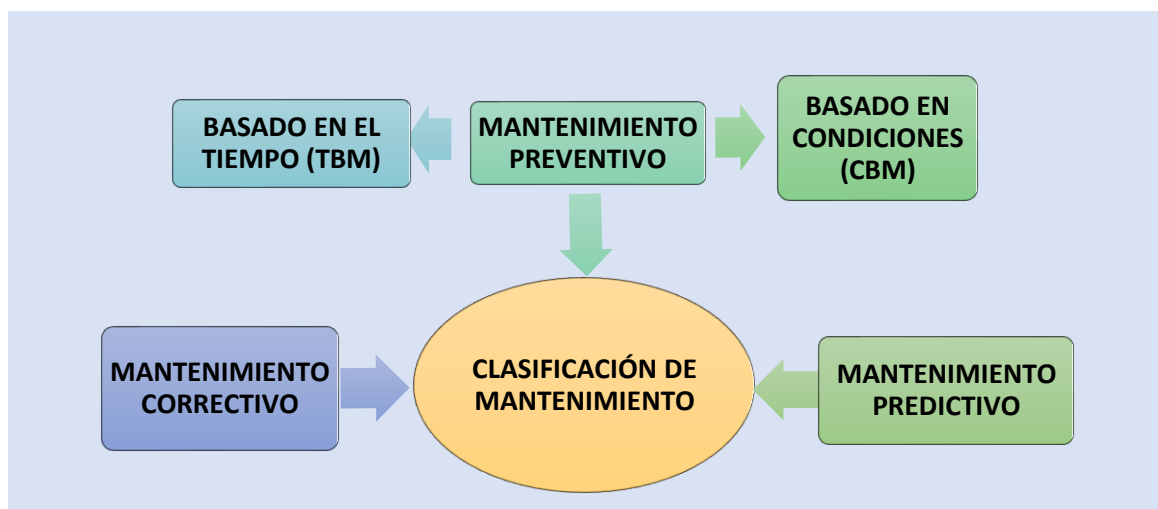 BASADO EN EL
TIEMPO (TBM)
MANTENIMIENTO
PREVENTIVO
BASADO EN
CONDICIONES
(CBM)
MANTENIMIENTO
CORRECTIVO
CLASIFICACIÓN DE
MANTENIMIENTO
MANTENIMIENTO
PREDICTIVO